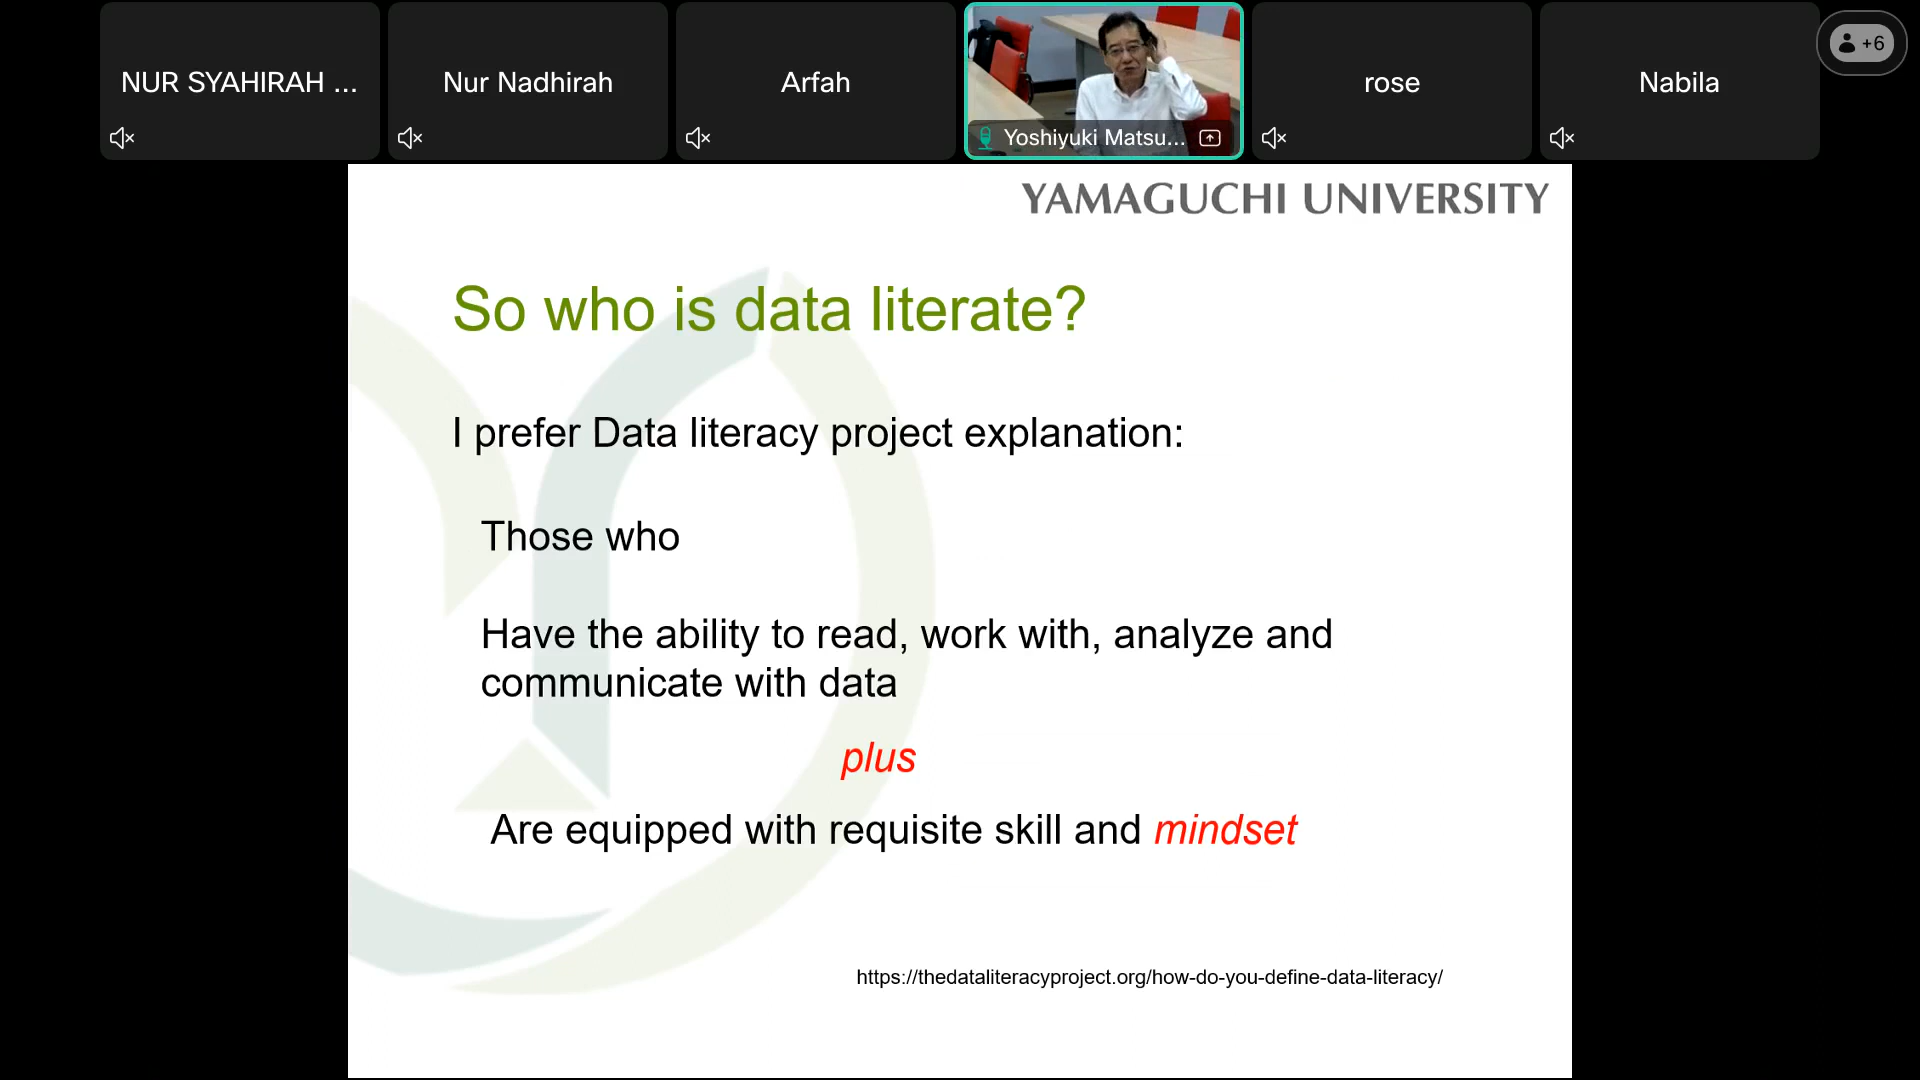 NUR SYAHIRAH ...
Nur Nadhirah
Arfah
Yoshiyuki Matsu...
rose
Nabila
+6
YAMAGUCHI UNIVERSITY
So who is data literate?
I prefer Data literacy project explanation:
Those who
Have the ability to read, work with, analyze and
communicate with data
plus
Are equipped with requisite skill and mindset
https://thedataliteracyproject.org/how-do-you-define-data-literacy/